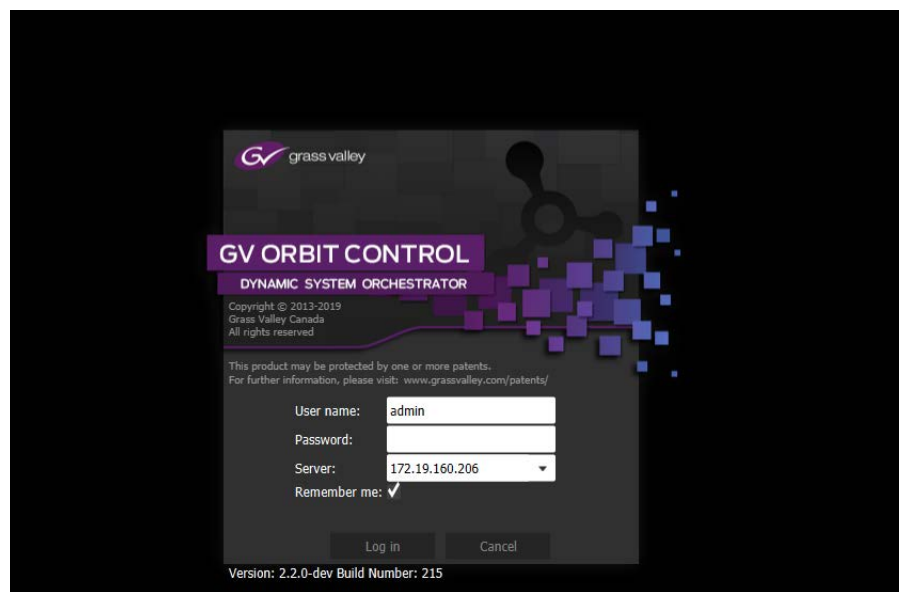 GV grass valley
GV ORBIT CONTROL
DYNAMIC SYSTEM ORCHESTRATOR
Copyright © 2013-2019
Grass Valley Canada
All rights reserved
This product may be protected by one or more patents.
For further information, please visit: www.grassvalley.com/patents/
User name: admin
Password:
Server: 172.19.160.206
Remember me:
Log in Cancel
Version: 2.2.0-dev Build Number: 215